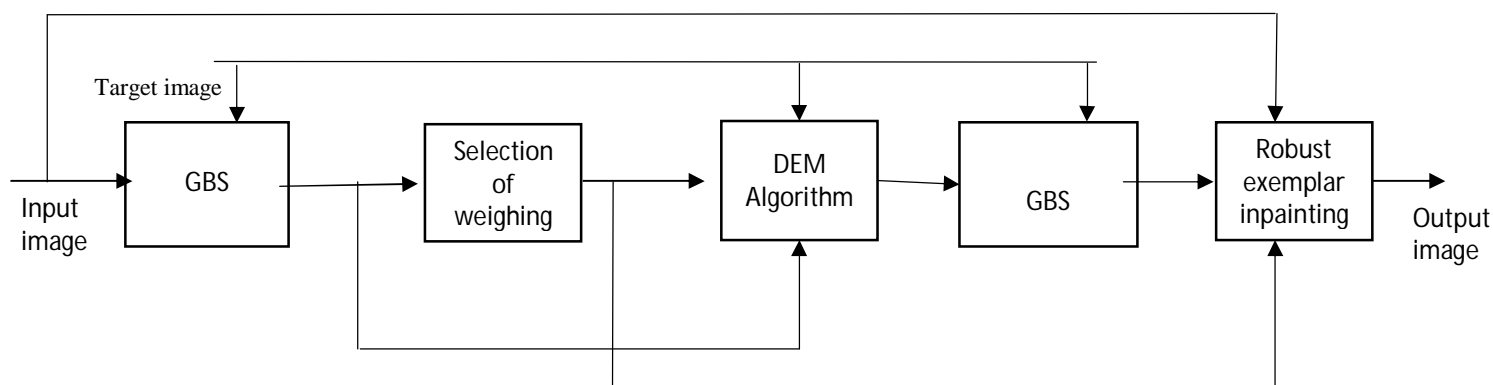 Target image
Input
image
GBS
Selection
of
weighing
DEM
Algorithm
GBS
Robust
exemplar
inpainting
Output
image